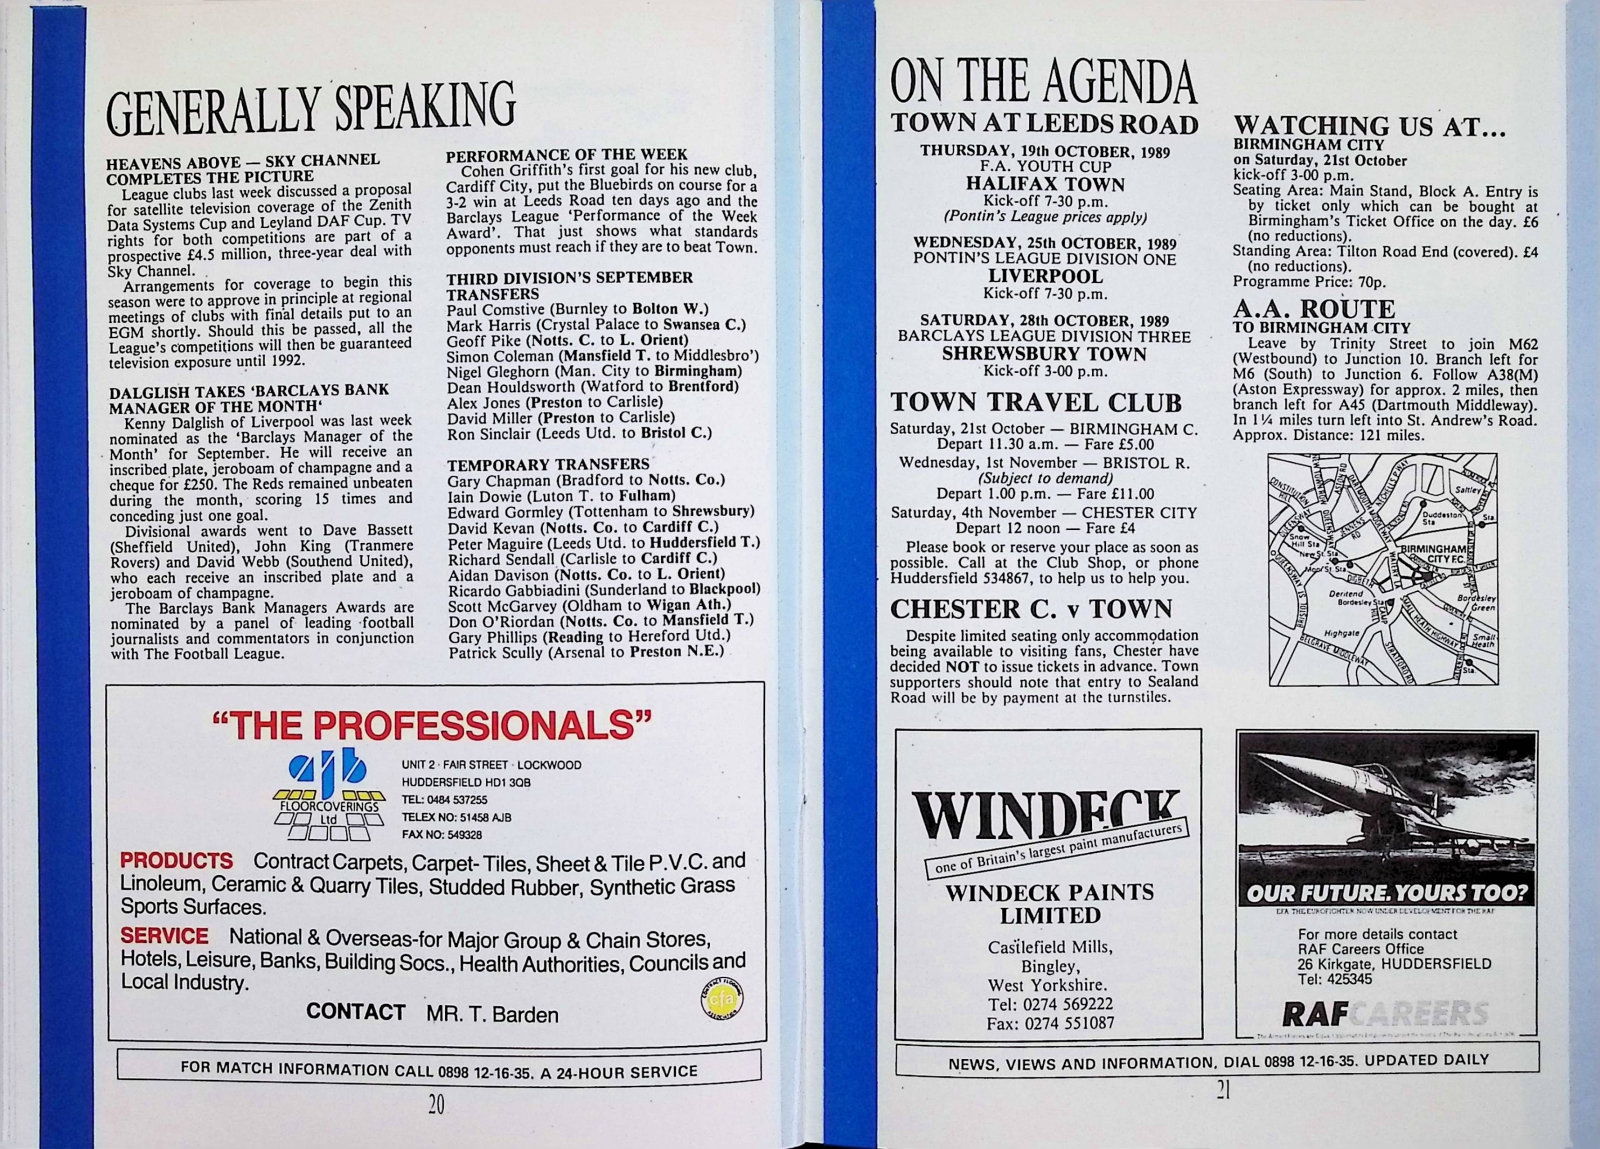 GENERALLY SPEAKING
HEAVENS ABOVE — SKY CHANNEL
COMPLETES THE PICTURE
League clubs last week discussed a proposal
for satellite television coverage of the Zenith
Data Systems Cup and Leyland DAF Cup. TV
rights for both competitions are part of a
prospective £4.5 million, three-year deal with
Sky Channel.
Arrangements for coverage to begin this
season were to approve in principle at regional
meetings of clubs with final details put to an
EGM shortly. Should this be passed, all the
League's competitions will then be guaranteed
television exposure until 1992.
DALGLISH TAKES 'BARCLAYS BANK
MANAGER OF THE MONTH'
Kenny Dalglish of Liverpool was last week
nominated as the 'Barclays Manager of the
Month' for September. He will receive an
inscribed plate, jeroboam of champagne and a
cheque for £250. The Reds remained unbeaten
during the month, scoring 15 times and
conceding just one goal.
Divisional awards went to Dave Bassett
(Sheffield United), John King (Tranmere
Rovers) and David Webb (Southend United),
who each receive an inscribed plate and a
jeroboam of champagne.
The Barclays Bank Managers Awards are
nominated by a panel of leading football
journalists and commentators in conjunction
with The Football League.
PERFORMANCE OF THE WEEK
Cohen Griffith's first goal for his new club,
Cardiff City, put the Bluebirds on course for a
3-2 win at Leeds Road ten days ago and the
Barclays League 'Performance of the Week
Award'. That just shows what standards
opponents must reach if they are to beat Town.
THIRD DIVISION'S SEPTEMBER
TRANSFERS
Paul Comstive (Burnley to Bolton W.)
Mark Harris (Crystal Palace to Swansea C.)
Geoff Pike (Notts. C. to L. Orient)
Simon Coleman (Mansfield T. to Middlesbro')
Nigel Gleghorn (Man. City to Birmingham)
Dean Houldsworth (Watford to Brentford)
Alex Jones (Preston to Carlisle)
David Miller (Preston to Carlisle)
Ron Sinclair (Leeds Utd. to Bristol C.)
TEMPORARY TRANSFERS
Gary Chapman (Bradford to Notts. Co.)
Iain Dowie (Luton T. to Fulham)
Edward Gormley (Tottenham to Shrewsbury)
David Kevan (Notts. Co. to Cardiff C.)
Peter Maguire (Leeds Utd. to Huddersfield T.)
Richard Sendall (Carlisle to Cardiff C.)
Aidan Davison (Notts. Co. to L. Orient)
Ricardo Gabbiadini (Sunderland to Blackpool)
Scott McGarvey (Oldham to Wigan Ath.)
Don O'Riordan (Notts. Co. to Mansfield T.)
Gary Phillips (Reading to Hereford Utd.)
Patrick Scully (Arsenal to Preston N.E.)
"THE PROFESSIONALS"
ajb
FLOORCOVERINGS
Ltd
UNIT 2 · FAIR STREET · LOCKWOOD
HUDDERSFIELD HD1 3QB
TEL: 0484 537255
TELEX NO: 51458 AJB
FAX NO: 549328
PRODUCTS Contract Carpets, Carpet- Tiles, Sheet & Tile P.V.C. and
Linoleum, Ceramic & Quarry Tiles, Studded Rubber, Synthetic Grass
Sports Surfaces.
SERVICE National & Overseas-for Major Group & Chain Stores,
Hotels, Leisure, Banks, Building Socs., Health Authorities, Councils and
Local Industry.
CONTACT MR. T. Barden
cfa
FOR MATCH INFORMATION CALL 0898 12-16-35. A 24-HOUR SERVICE
20
ON THE AGENDA
TOWN AT LEEDS ROAD
THURSDAY, 19th OCTOBER, 1989
F.A. YOUTH CUP
HALIFAX TOWN
Kick-off 7-30 p.m.
(Pontin's League prices apply)
WEDNESDAY, 25th OCTOBER, 1989
PONTIN'S LEAGUE DIVISION ONE
LIVERPOOL
Kick-off 7-30 p.m.
SATURDAY, 28th OCTOBER, 1989
BARCLAYS LEAGUE DIVISION THREE
SHREWSBURY TOWN
Kick-off 3-00 p.m.
TOWN TRAVEL CLUB
Saturday, 21st October — BIRMINGHAM C.
Depart 11.30 a.m. — Fare £5.00
Wednesday, 1st November — BRISTOL R.
(Subject to demand)
Depart 1.00 p.m. — Fare £11.00
Saturday, 4th November — CHESTER CITY
Depart 12 noon — Fare £4
Please book or reserve your place as soon as
possible. Call at the Club Shop, or phone
Huddersfield 534867, to help us to help you.
CHESTER C. v TOWN
Despite limited seating only accommodation
being available to visiting fans, Chester have
decided NOT to issue tickets in advance. Town
supporters should note that entry to Sealand
Road will be by payment at the turnstiles.
WATCHING US AT...
BIRMINGHAM CITY
on Saturday, 21st October
kick-off 3-00 p.m.
Seating Area: Main Stand, Block A. Entry is
by ticket only which can be bought at
Birmingham's Ticket Office on the day. £6
(no reductions).
Standing Area: Tilton Road End (covered). £4
(no reductions).
Programme Price: 70p.
A.A. ROUTE
TO BIRMINGHAM CITY
Leave by Trinity Street to join M62
(Westbound) to Junction 10. Branch left for
M6 (South) to Junction 6. Follow A38(M)
(Aston Expressway) for approx. 2 miles, then
branch left for A45 (Dartmouth Middleway).
In 1¼ miles turn left into St. Andrew's Road.
Approx. Distance: 121 miles.
Saltley
Duddeston
Sta
Sta.
Snow
Hill Sta
New St. Sta
Moor St. Sta
BIRMINGHAM
CITY F.C.
Deritend
Bordesley Sta
Bordesley
Green
Highgate
Small
Heath
Sta.
BELGRAVE MIDDLEWAY
STRATFORD RD
SMALL HEATH HIGHWAY
WINDECK
one of Britain's largest paint manufacturers
WINDECK PAINTS
LIMITED
Castlefield Mills,
Bingley,
West Yorkshire.
Tel: 0274 569222
Fax: 0274 551087
OUR FUTURE. YOURS TOO?
EFA THE EUROFIGHTER NOW UNDER DEVELOPMENT FOR THE RAF
For more details contact
RAF Careers Office
26 Kirkgate, HUDDERSFIELD
Tel: 425345
RAF CAREERS
NEWS, VIEWS AND INFORMATION, DIAL 0898 12-16-35. UPDATED DAILY
21